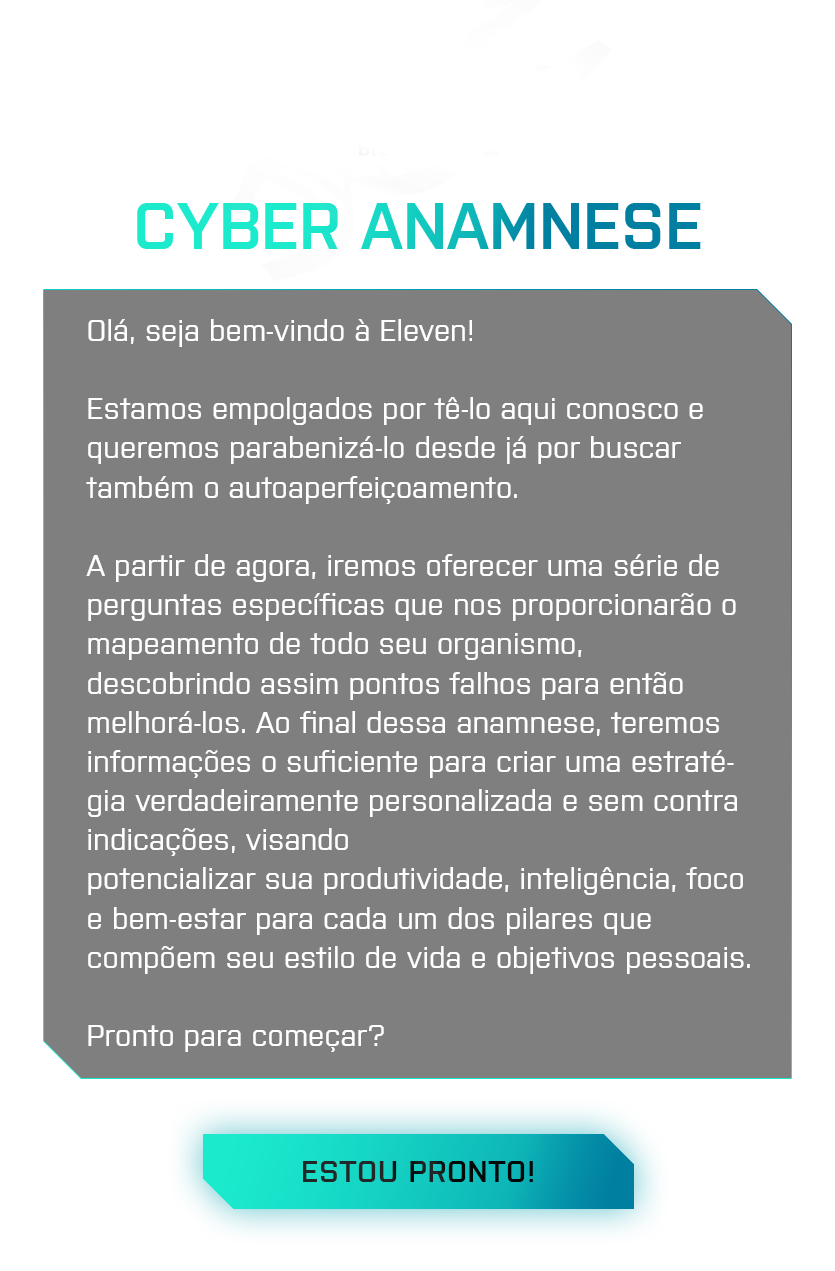 CYBER ANAMNESE
Olá, seja bem-vindo à Eleven!
Estamos empolgados por tê-lo aqui conosco e
queremos parabenizá-lo desde já por buscar
também o autoaperfeiçoamento.
A partir de agora, iremos oferecer uma série de
perguntas específicas que nos proporcionarão o
mapeamento de todo seu organismo,
descobrindo assim pontos falhos para então
melhorá-los. Ao final dessa anamnese, teremos
informações o suficiente para criar uma estraté-
gia verdadeiramente personalizada e sem contra
indicações, visando
potencializar sua produtividade, inteligência, foco
e bem-estar para cada um dos pilares que
compõem seu estilo de vida e objetivos pessoais.
Pronto para começar?
ESTOU PRONTO!